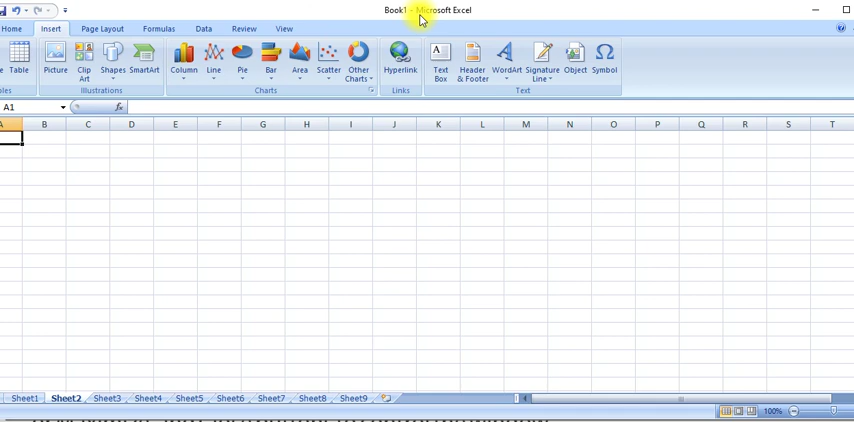 Book1 - Microsoft Excel
Home Insert Page Layout Formulas Data Review View
Table Picture Clip Art Shapes SmartArt Column Line Pie Bar Area Scatter Other Charts Hyperlink Text Box Header & Footer WordArt Signature Line Object Symbol
Illustrations Charts Links Text
A1 fx
A B C D E F G H I J K L M N O P Q R S T
Sheet1 Sheet2 Sheet3 Sheet4 Sheet5 Sheet6 Sheet7 Sheet8 Sheet9
100%